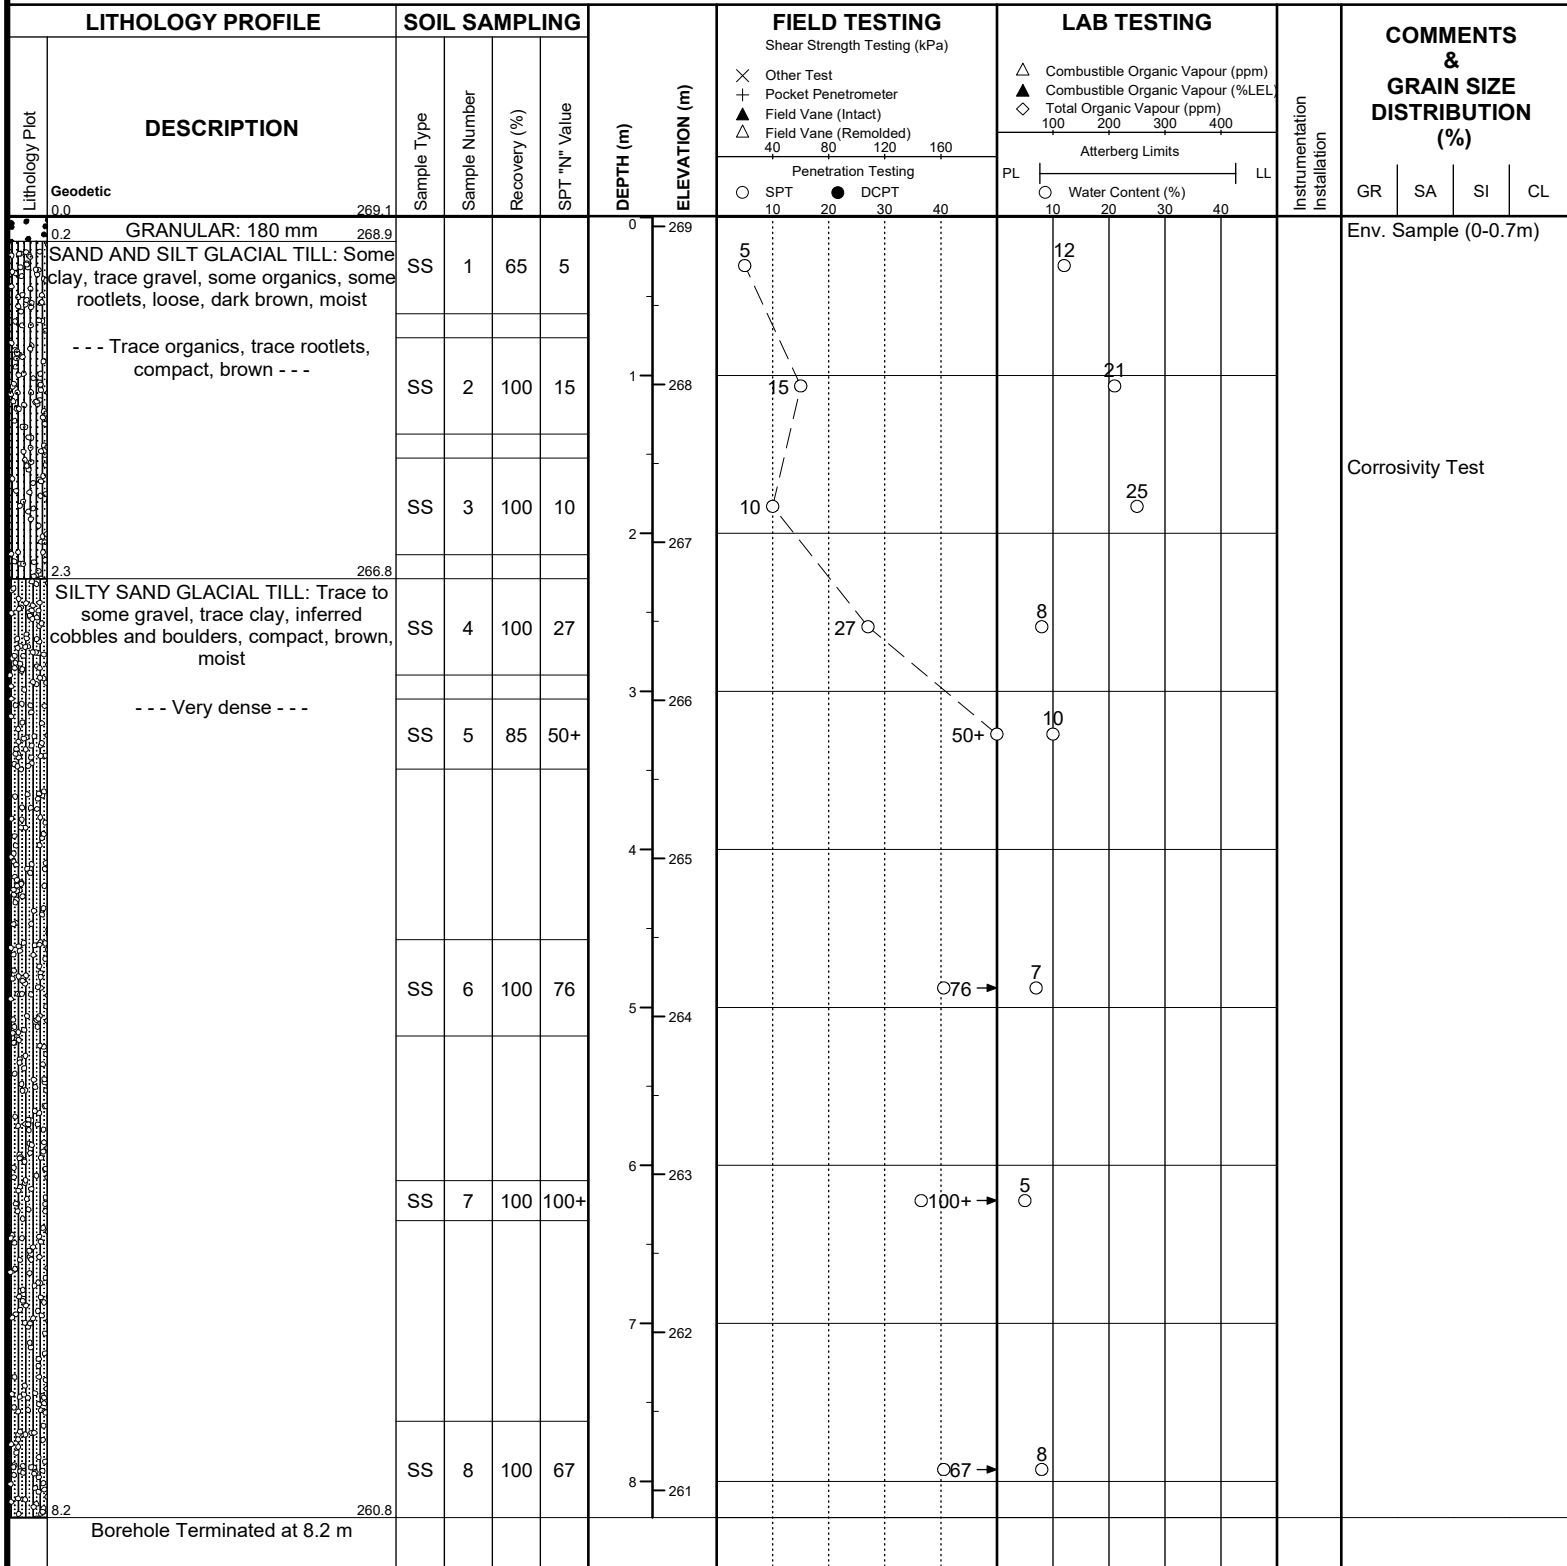 LITHOLOGY PROFILE
SOIL SAMPLING
FIELD TESTING
LAB TESTING
COMMENTS
&
GRAIN SIZE
DISTRIBUTION
(%)
Lithology Plot
DESCRIPTION
Geodetic
0.0 269.1
Sample Type
Sample Number
Recovery (%)
SPT "N" Value
DEPTH (m)
ELEVATION (m)
Shear Strength Testing (kPa)
Other Test
Pocket Penetrometer
Field Vane (Intact)
Field Vane (Remolded)
40 80 120 160
Penetration Testing
SPT DCPT
10 20 30 40
Combustible Organic Vapour (ppm)
Combustible Organic Vapour (%LEL)
Total Organic Vapour (ppm)
100 200 300 400
Atterberg Limits
PL LL
Water Content (%)
10 20 30 40
Instrumentation
Installation
GR SA SI CL
GRANULAR: 180 mm
0.2 268.9
SAND AND SILT GLACIAL TILL: Some
clay, trace gravel, some organics, some
rootlets, loose, dark brown, moist
- - - Trace organics, trace rootlets,
compact, brown - - -
2.3 266.8
SILTY SAND GLACIAL TILL: Trace to
some gravel, trace clay, inferred
cobbles and boulders, compact, brown,
moist
- - - Very dense - - -
8.2 260.8
Borehole Terminated at 8.2 m
SS 1 65 5
SS 2 100 15
SS 3 100 10
SS 4 100 27
SS 5 85 50+
SS 6 100 76
SS 7 100 100+
SS 8 100 67
0
1
2
3
4
5
6
7
8
269
268
267
266
265
264
263
262
261
5
15
10
27
50+
76
100+
67
12
21
25
8
10
7
5
8
Env. Sample (0-0.7m)
Corrosivity Test